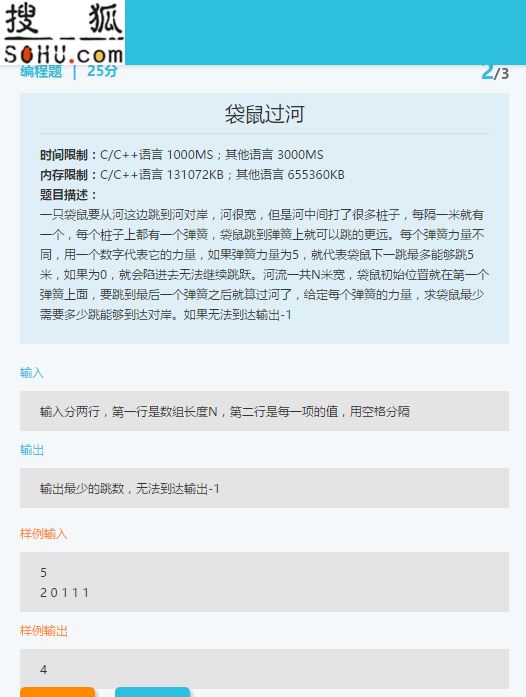 搜狐
SOHU.com
编程题 | 25分
2/3
袋鼠过河
时间限制：C/C++语言 1000MS；其他语言 3000MS
内存限制：C/C++语言 131072KB；其他语言 655360KB
题目描述：
一只袋鼠要从河这边跳到河对岸，河很宽，但是河中间打了很多桩子，每隔一米就有
一个，每个桩子上都有一个弹簧，袋鼠跳到弹簧上就可以跳的更远。每个弹簧力量不
同，用一个数字代表它的力量，如果弹簧力量为5，就代表袋鼠下一跳最多能够跳5
米，如果为0，就会陷进去无法继续跳跃。河流一共N米宽，袋鼠初始位置就在第一个
弹簧上面，要跳到最后一个弹簧之后就算过河了，给定每个弹簧的力量，求袋鼠最少
需要多少跳能够到达对岸。如果无法到达输出-1
输入
输入分两行，第一行是数组长度N，第二行是每一项的值，用空格分隔
输出
输出最少的跳数，无法到达输出-1
样例输入
5
2 0 1 1 1
样例输出
4